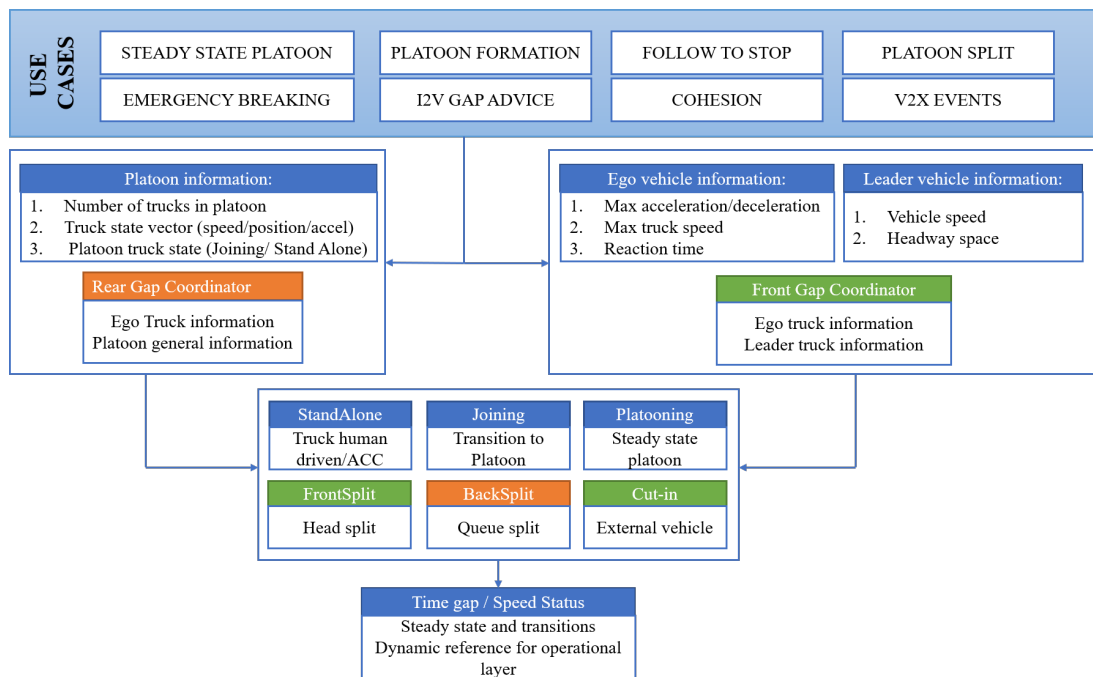 USE
CASES
STEADY STATE PLATOON
PLATOON FORMATION
FOLLOW TO STOP
PLATOON SPLIT
EMERGENCY BREAKING
I2V GAP ADVICE
COHESION
V2X EVENTS
Platoon information:
1. Number of trucks in platoon
2. Truck state vector (speed/position/accel)
3. Platoon truck state (Joining/ Stand Alone)
Rear Gap Coordinator
Ego Truck information
Platoon general information
Ego vehicle information:
1. Max acceleration/deceleration
2. Max truck speed
3. Reaction time
Leader vehicle information:
1. Vehicle speed
2. Headway space
Front Gap Coordinator
Ego truck information
Leader truck information
StandAlone
Truck human
driven/ACC
Joining
Transition to
Platoon
Platooning
Steady state
platoon
FrontSplit
Head split
BackSplit
Queue split
Cut-in
External vehicle
Time gap / Speed Status
Steady state and transitions
Dynamic reference for operational
layer